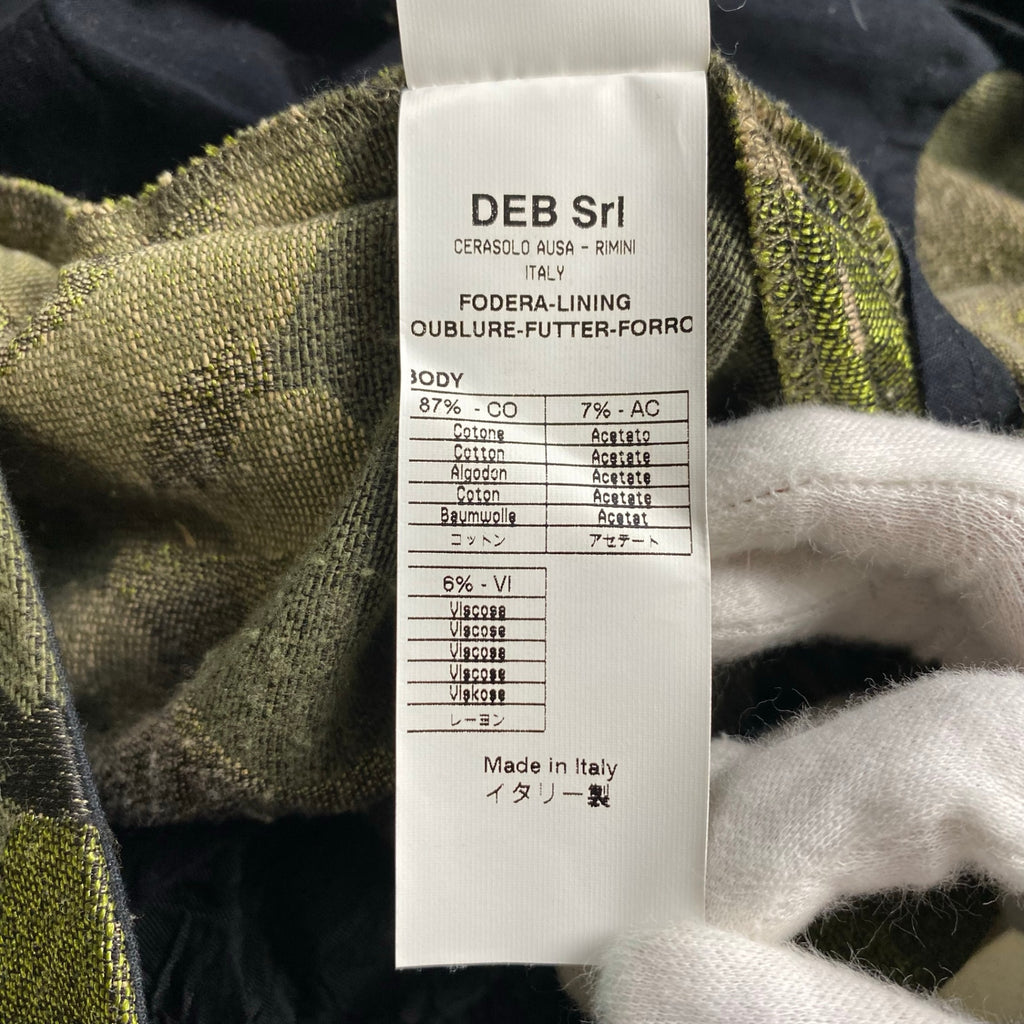 DEB Srl
CERASOLO AUSA - RIMINI
ITALY
FODERA-LINING
OUBLURE-FUTTER-FORRO
BODY
87% - CO 7% - AC
Cotone Acetato
Cotton Acetate
Algodon Acetate
Coton Acetate
Baumwolle Acetat
コットン アセテート
6% - VI
Viscosa
Viscose
Viscosa
Viscose
Viskose
レーヨン
Made in Italy
イタリー製